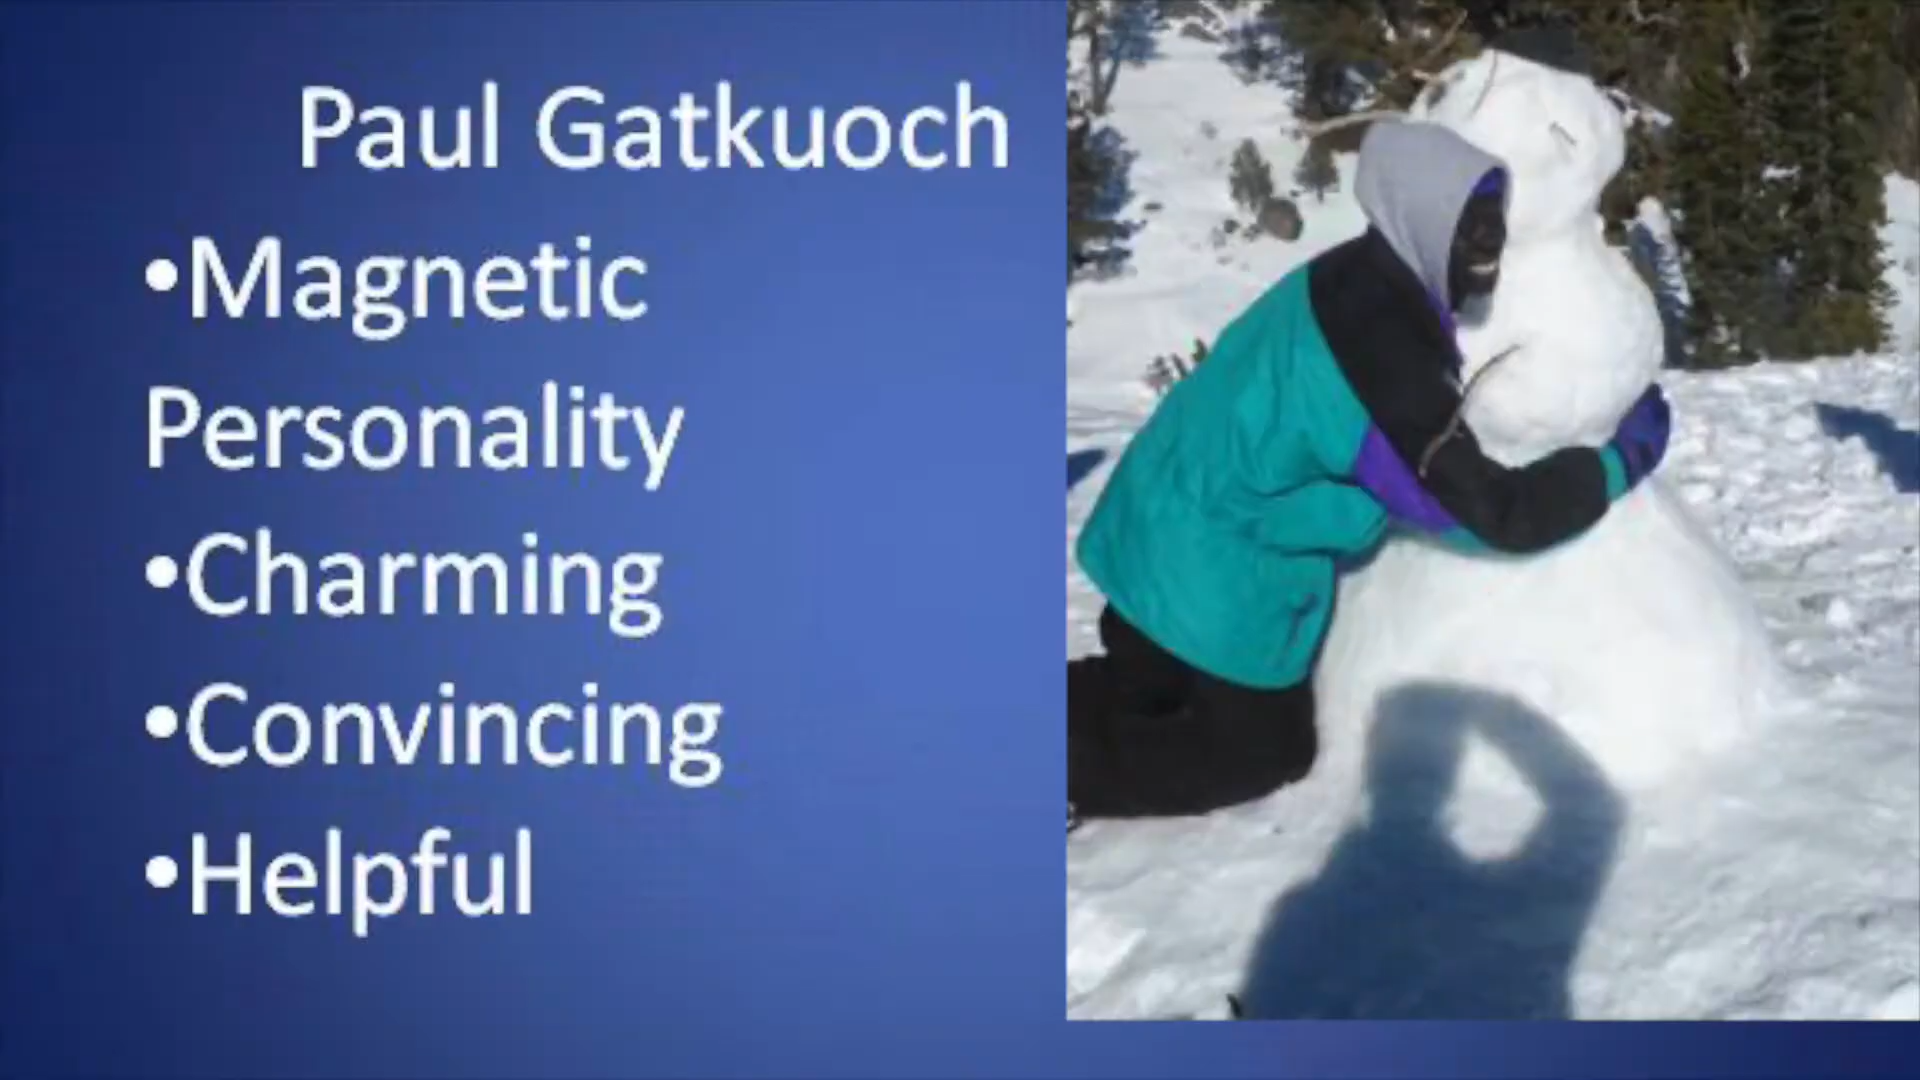 Paul Gatkuoch
•Magnetic
Personality
•Charming
•Convincing
•Helpful